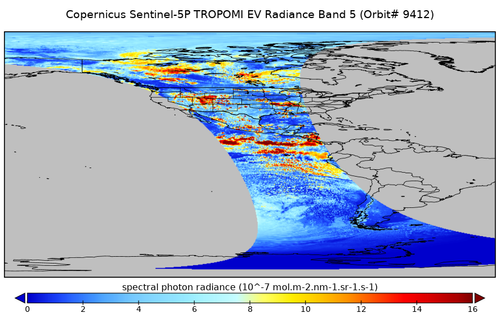 Copernicus Sentinel-5P TROPOMI EV Radiance Band 5 (Orbit# 9412)
spectral photon radiance (10^-7 mol.m-2.nm-1.sr-1.s-1)
0 2 4 6 8 10 12 14 16